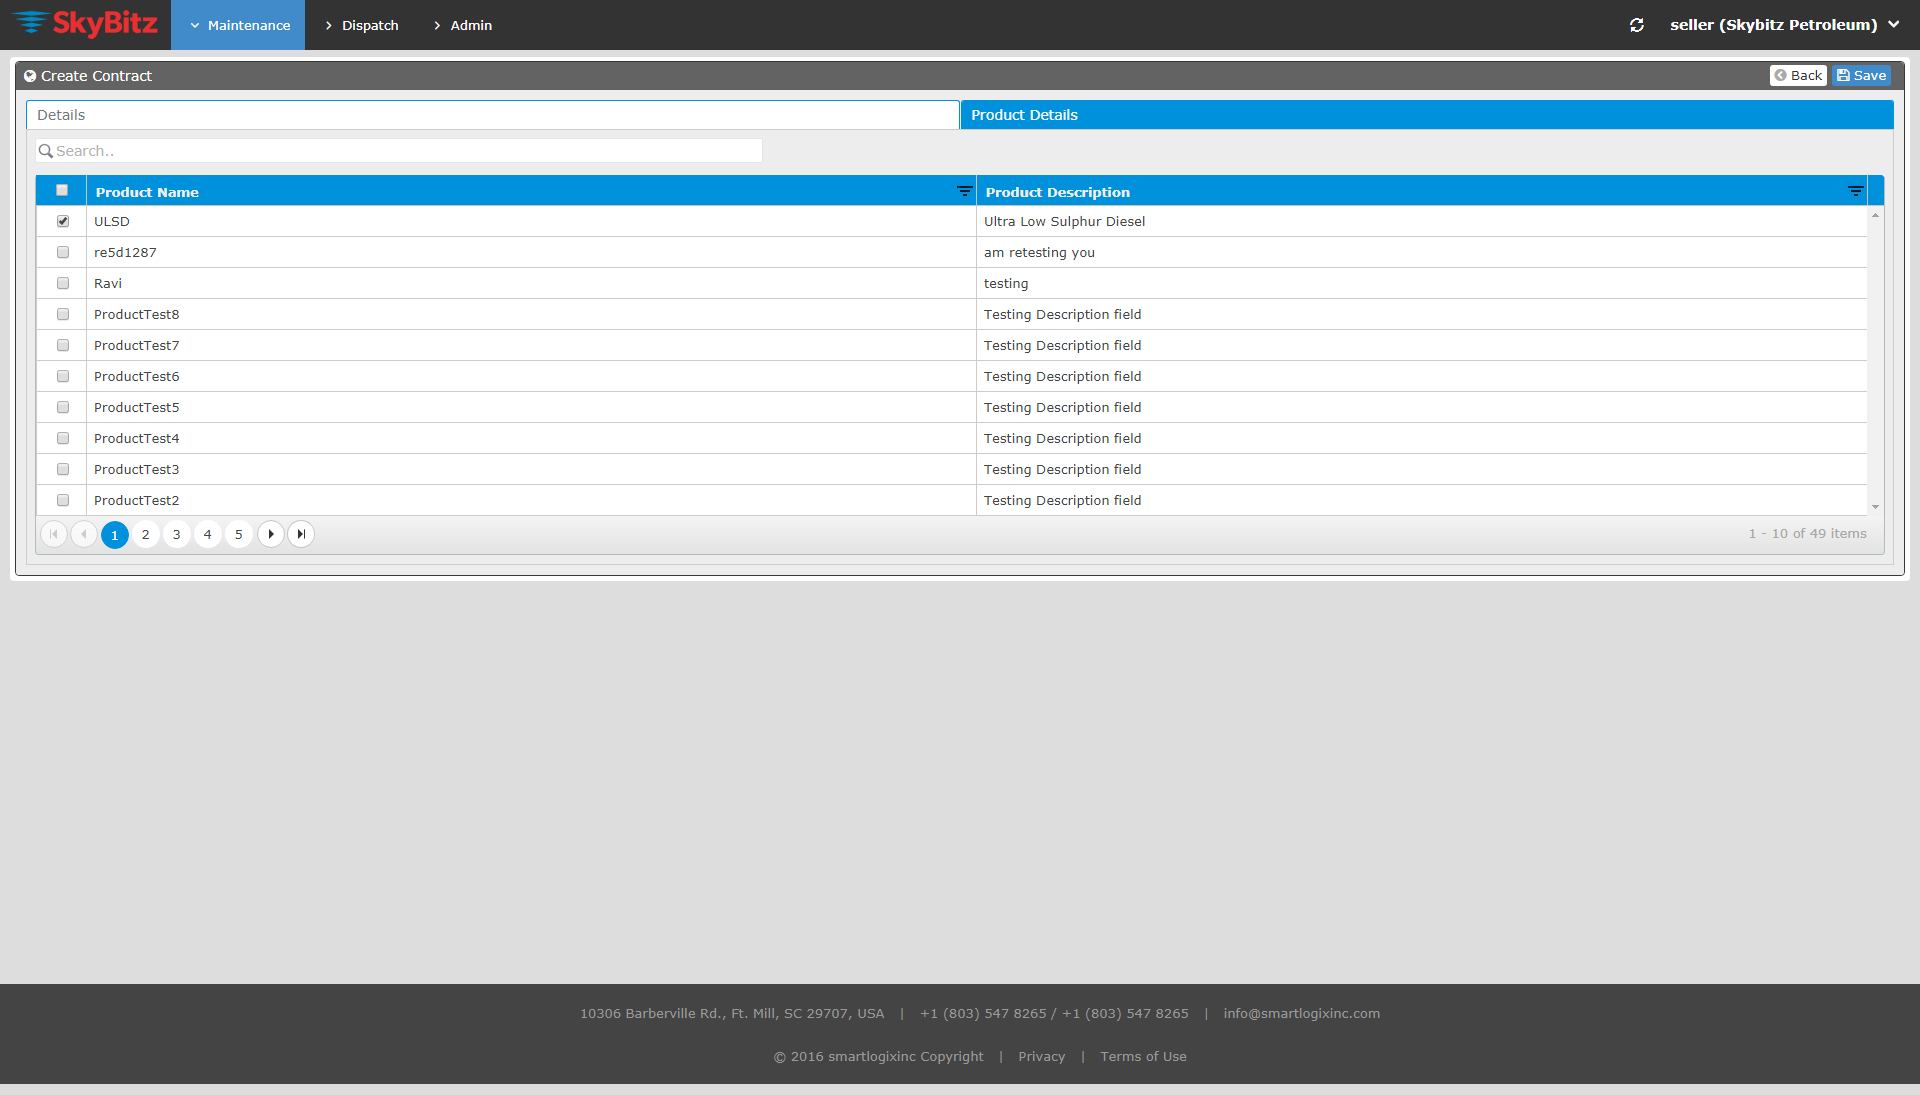 SkyBitz Maintenance Dispatch Admin seller (Skybitz Petroleum)
Create Contract Back Save
Details Product Details
Search..
Product Name Product Description
ULSD Ultra Low Sulphur Diesel
re5d1287 am retesting you
Ravi testing
ProductTest8 Testing Description field
ProductTest7 Testing Description field
ProductTest6 Testing Description field
ProductTest5 Testing Description field
ProductTest4 Testing Description field
ProductTest3 Testing Description field
ProductTest2 Testing Description field
1 2 3 4 5 1 - 10 of 49 items
10306 Barberville Rd., Ft. Mill, SC 29707, USA | +1 (803) 547 8265 / +1 (803) 547 8265 | info@smartlogixinc.com
© 2016 smartlogixinc Copyright | Privacy | Terms of Use